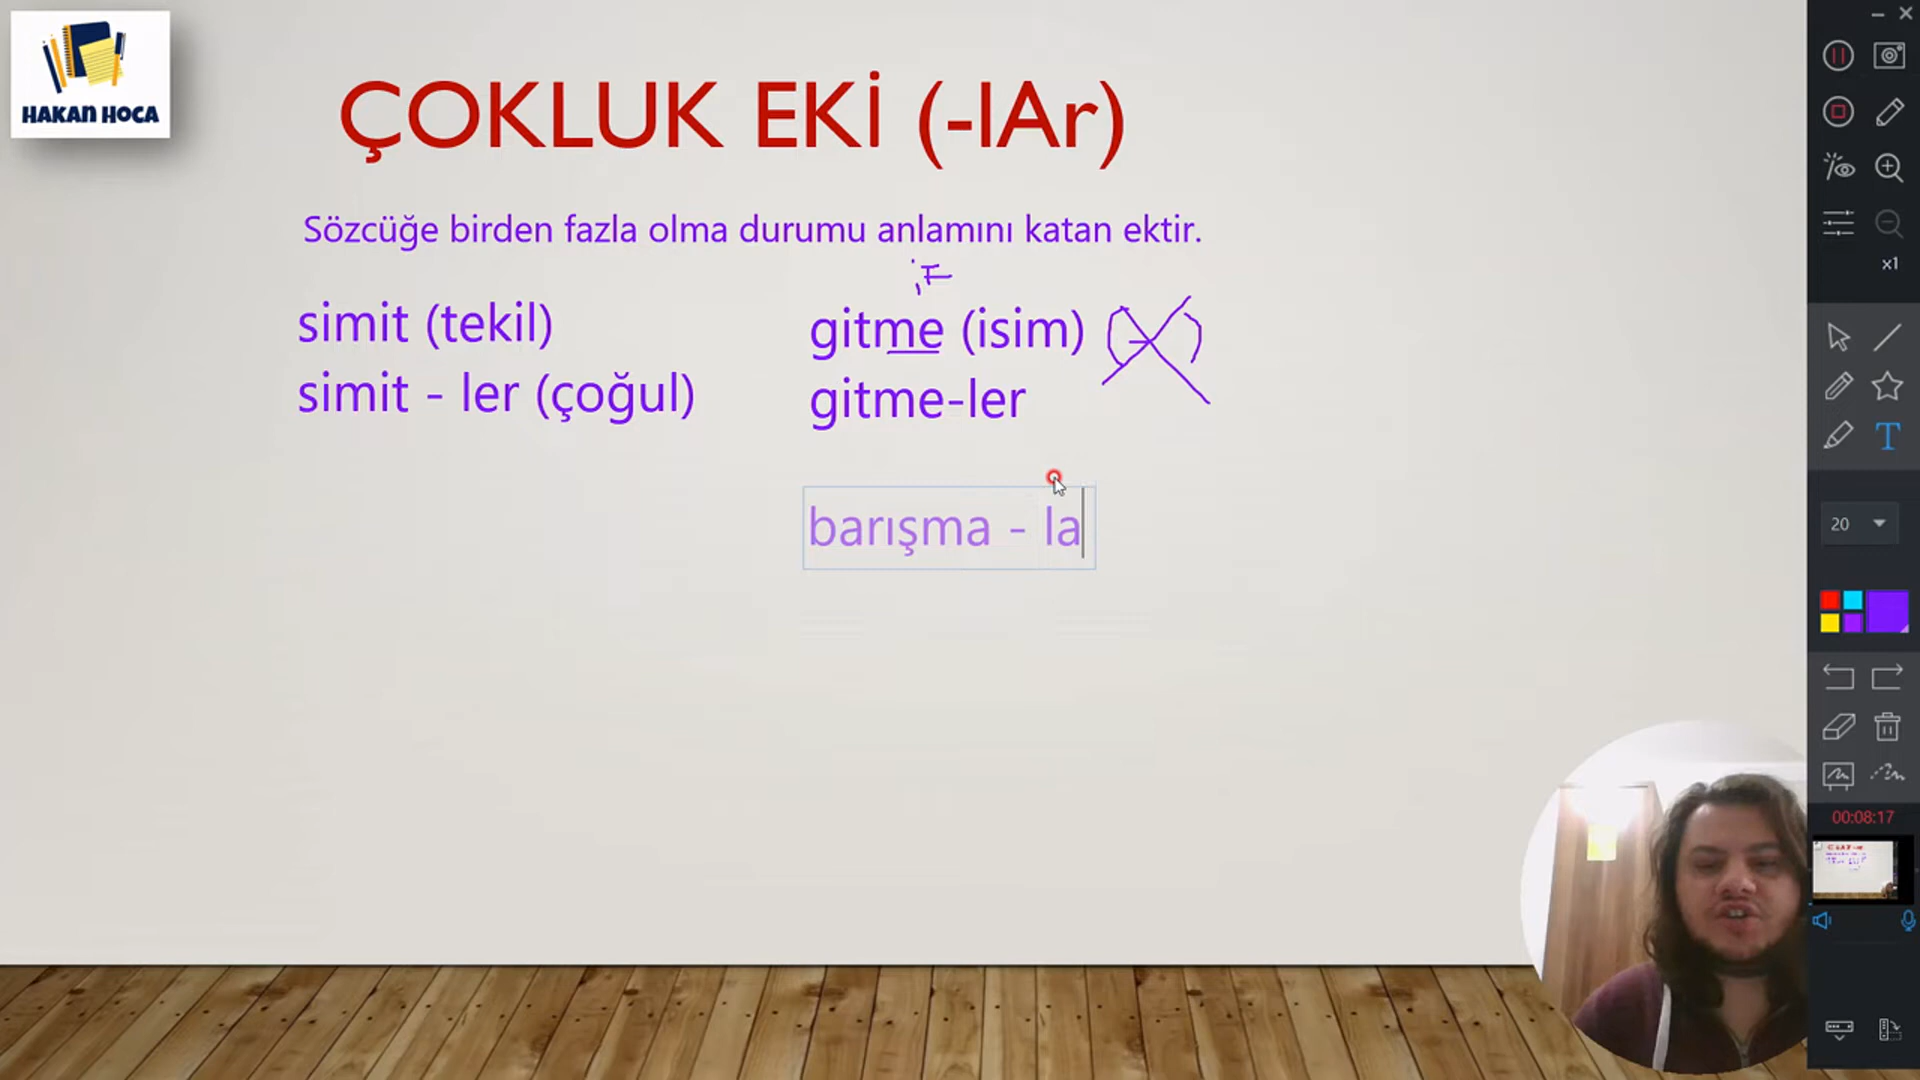 HAKAN HOCA
ÇOKLUK EKİ (-lAr)
Sözcüğe birden fazla olma durumu anlamını katan ektir.
simit (tekil)
simit - ler (çoğul)
gitme (isim)
gitme-ler
barışma - la
x1
T
20
00:08:17